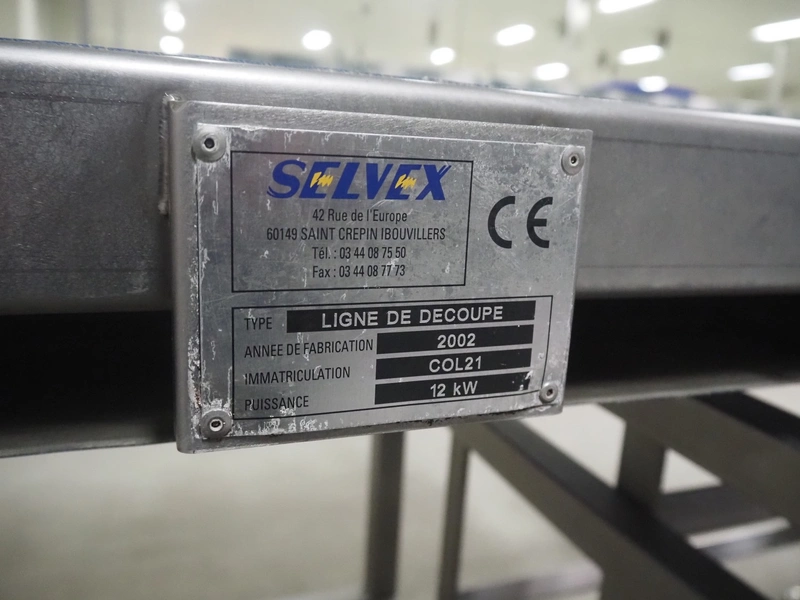 SELVEX
42 Rue de l'Europe
60149 SAINT CREPIN IBOUVILLERS
Tél. : 03 44 08 75 50
Fax : 03 44 08 77 73
CE
TYPE LIGNE DE DECOUPE
ANNEE DE FABRICATION 2002
IMMATRICULATION COL21
PUISSANCE 12 kW